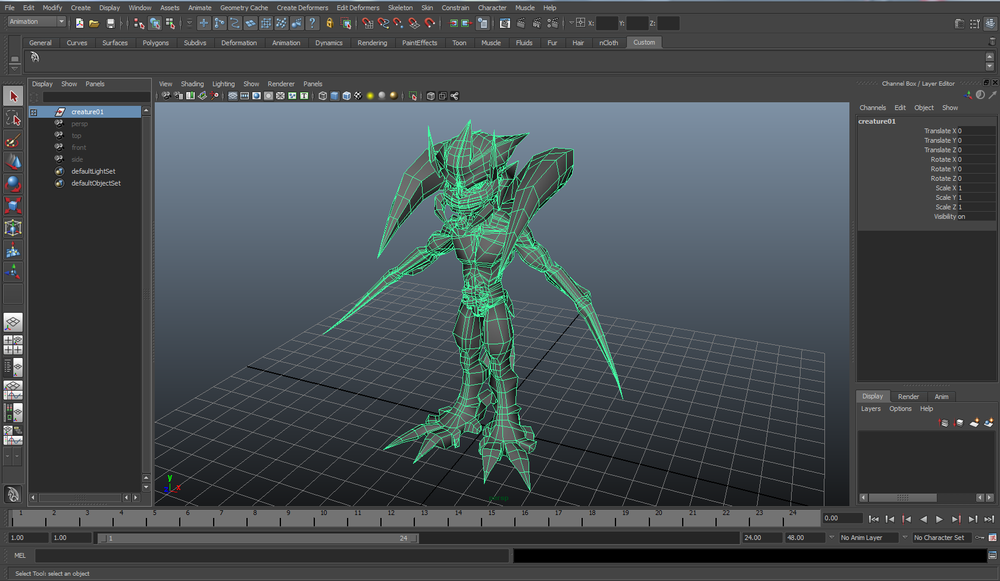 File Edit Modify Create Display Window Assets Animate Geometry Cache Create Deformers Edit Deformers Skeleton Skin Constrain Character Muscle Help
Animation X: Y: Z:
General Curves Surfaces Polygons Subdivs Deformation Animation Dynamics Rendering PaintEffects Toon Muscle Fluids Fur Hair nCloth Custom
Display Show Panels
View Shading Lighting Show Renderer Panels
Channel Box / Layer Editor
Channels Edit Object Show
creature01
persp
top
front
side
defaultLightSet
defaultObjectSet
creature01
Translate X 0
Translate Y 0
Translate Z 0
Rotate X 0
Rotate Y 0
Rotate Z 0
Scale X 1
Scale Y 1
Scale Z 1
Visibility on
Display Render Anim
Layers Options Help
y
x
persp
1 2 3 4 5 6 7 8 9 10 11 12 13 14 15 16 17 18 19 20 21 22 23 24 0.00
1.00 1.00 1 24 24.00 48.00 No Anim Layer No Character Set
MEL
Select Tool: select an object